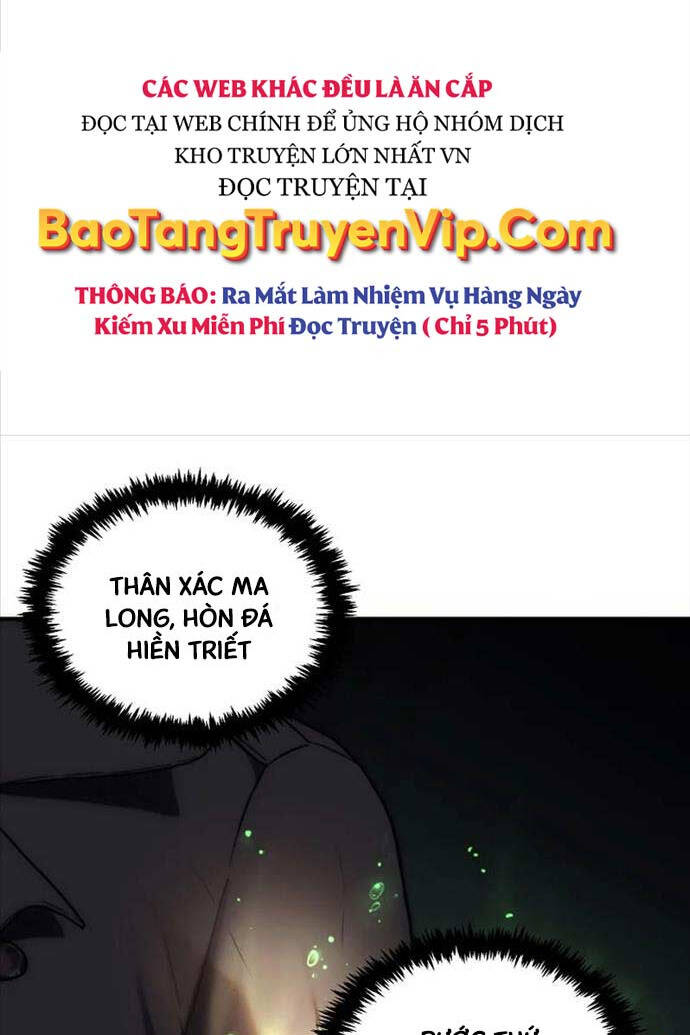 CÁC WEB KHÁC ĐỀU LÀ ĂN CẮP
ĐỌC TẠI WEB CHÍNH ĐỂ ỦNG HỘ NHÓM DỊCH
KHO TRUYỆN LỚN NHẤT VN
ĐỌC TRUYỆN TẠI
BaoTangTruyenVip.Com
THÔNG BÁO: Ra Mắt Làm Nhiệm Vụ Hàng Ngày
Kiếm Xu Miễn Phí Đọc Truyện ( Chỉ 5 Phút)
THÂN XÁC MA
LONG, HÒN ĐÁ
HIỀN TRIẾT